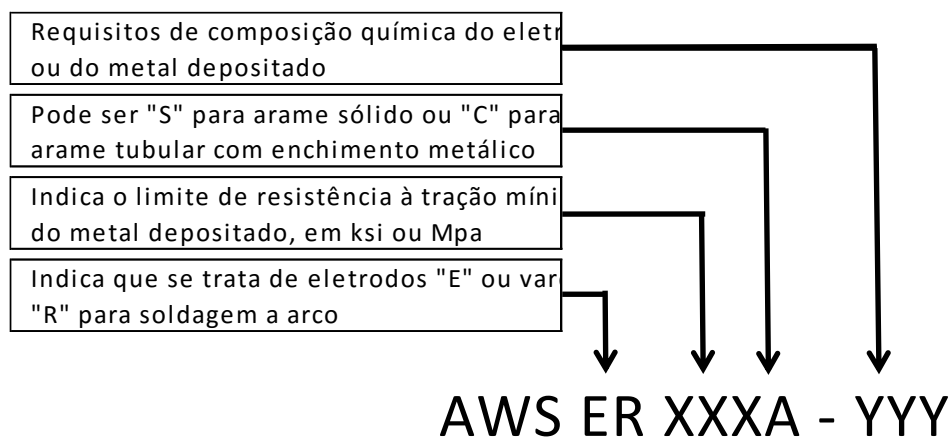 Requisitos de composição química do eletr
ou do metal depositado
Pode ser "S" para arame sólido ou "C" para
arame tubular com enchimento metálico
Indica o limite de resistência à tração míni
do metal depositado, em ksi ou Mpa
Indica que se trata de eletrodos "E" ou var
"R" para soldagem a arco
AWS ER XXXA - YYY